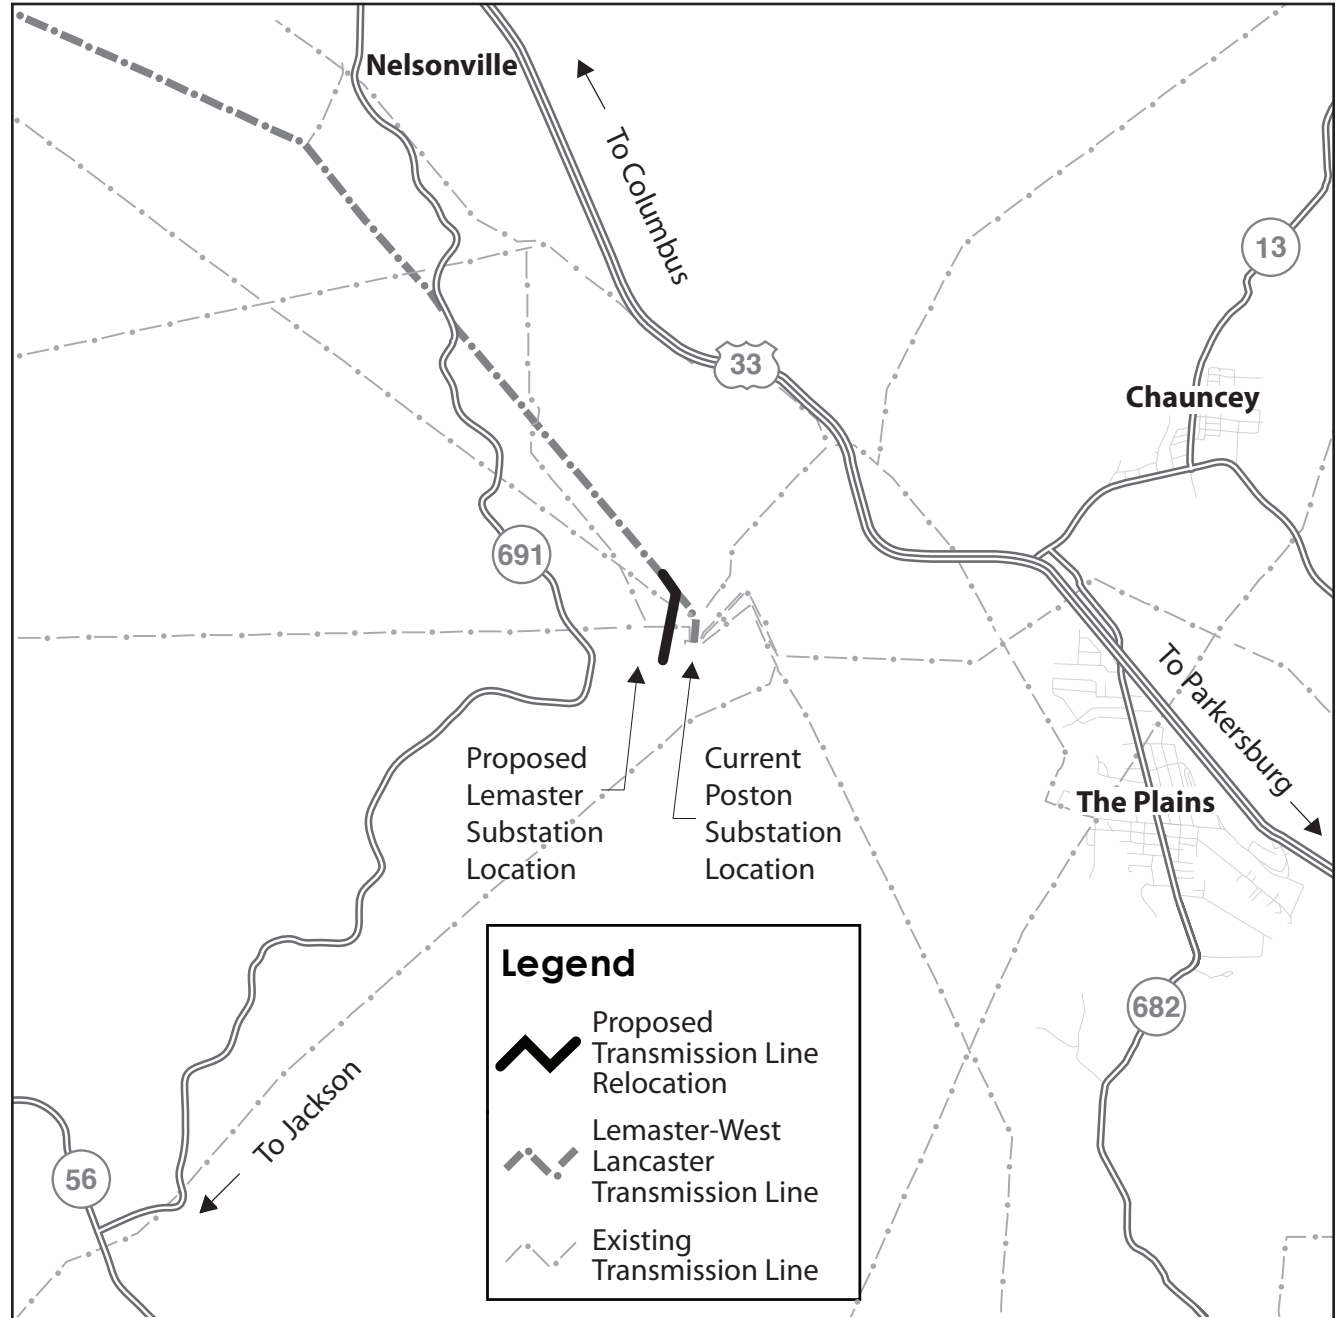 Nelsonville
To Columbus
13
33
Chauncey
691
To Parkersburg
Proposed
Lemaster
Substation
Location
Current
Poston
Substation
Location
The Plains
682
To Jackson
56
Legend
Proposed
Transmission Line
Relocation
Lemaster-West
Lancaster
Transmission Line
Existing
Transmission Line